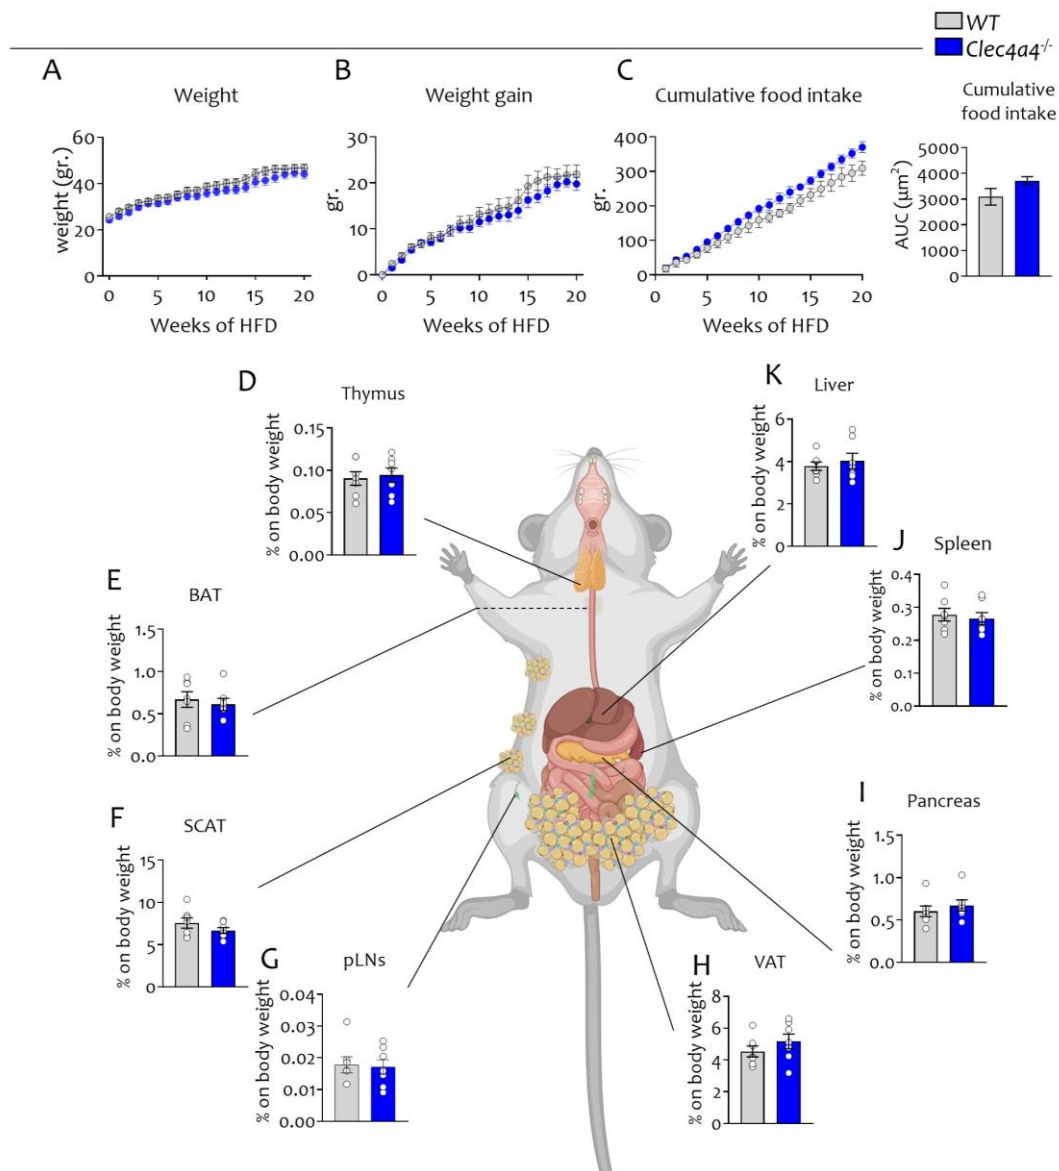 WT
Clec4a4-/-
A
Weight
weight (gr.)
60
40
20
0
0 5 10 15 20
Weeks of HFD
B
Weight gain
gr.
30
20
10
0
0 5 10 15 20
Weeks of HFD
C
Cumulative food intake
gr.
400
300
200
100
0
0 5 10 15 20
Weeks of HFD
Cumulative
food intake
AUC (µm²)
5000
4000
3000
2000
1000
0
D
Thymus
% on body weight
0.15
0.10
0.05
0.00
K
Liver
% on body weight
6
4
2
0
E
BAT
% on body weight
1.5
1.0
0.5
0.0
J
Spleen
% on body weight
0.4
0.3
0.2
0.1
0.0
F
SCAT
% on body weight
15
10
5
0
I
Pancreas
% on body weight
1.5
1.0
0.5
0.0
G
pLNs
% on body weight
0.04
0.03
0.02
0.01
0.00
H
VAT
% on body weight
8
6
4
2
0